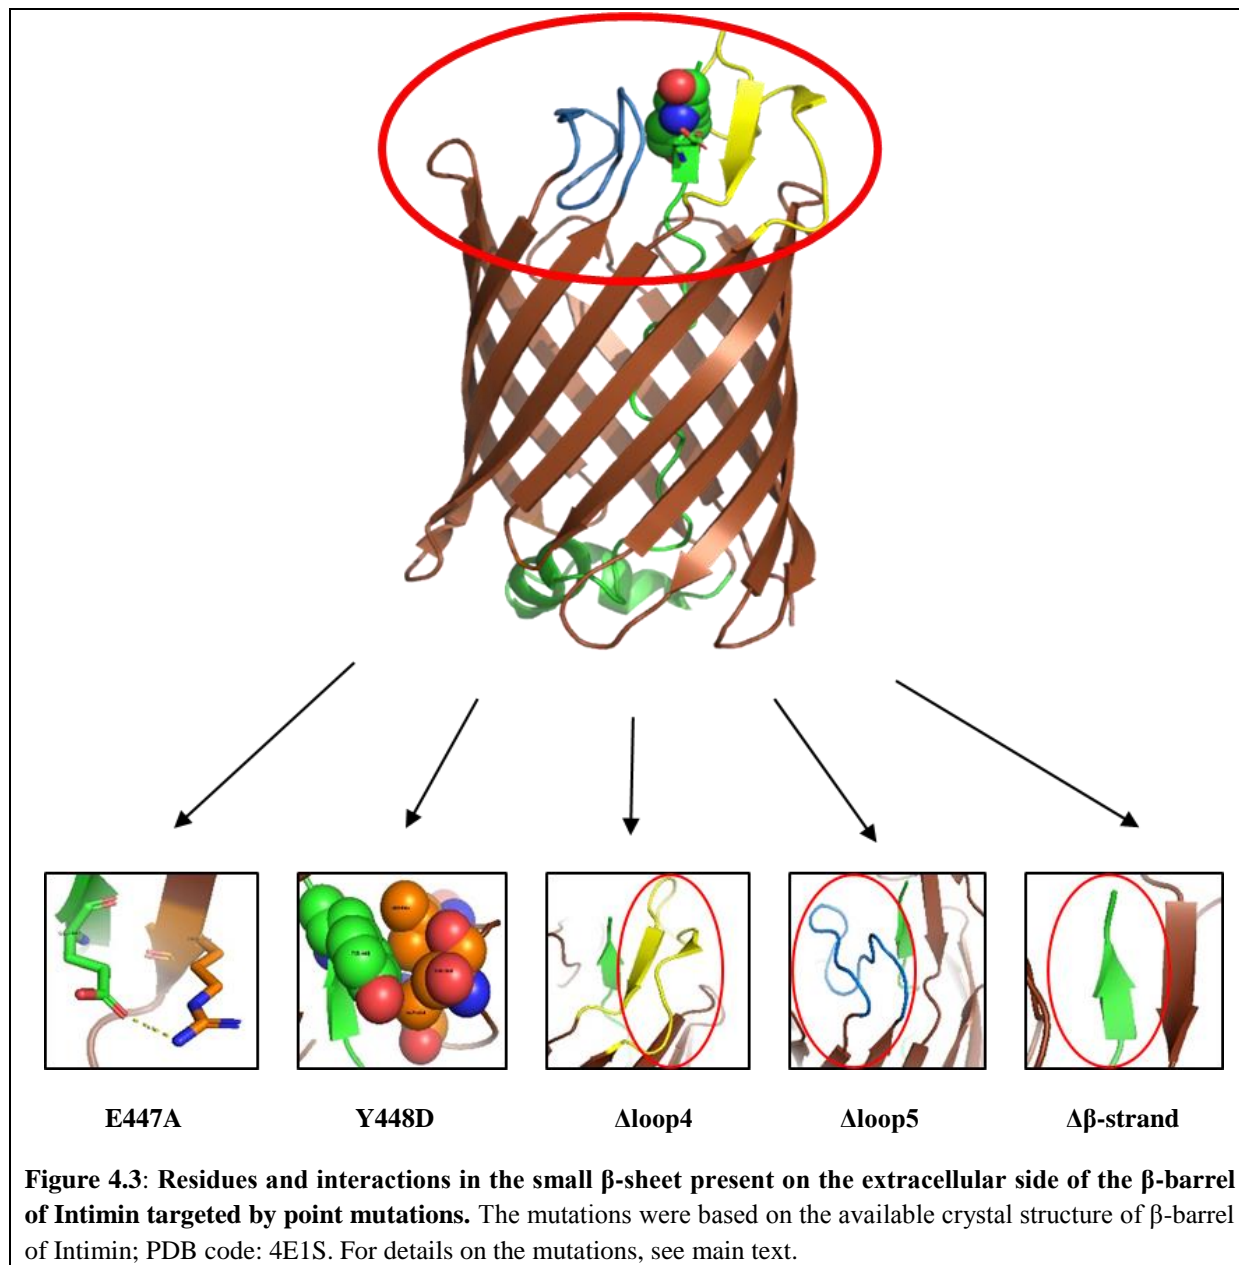 E447A Y448D Δloop4 Δloop5 Δβ-strand
Figure 4.3: Residues and interactions in the small β-sheet present on the extracellular side of the β-barrel
of Intimin targeted by point mutations. The mutations were based on the available crystal structure of β-barrel
of Intimin; PDB code: 4E1S. For details on the mutations, see main text.